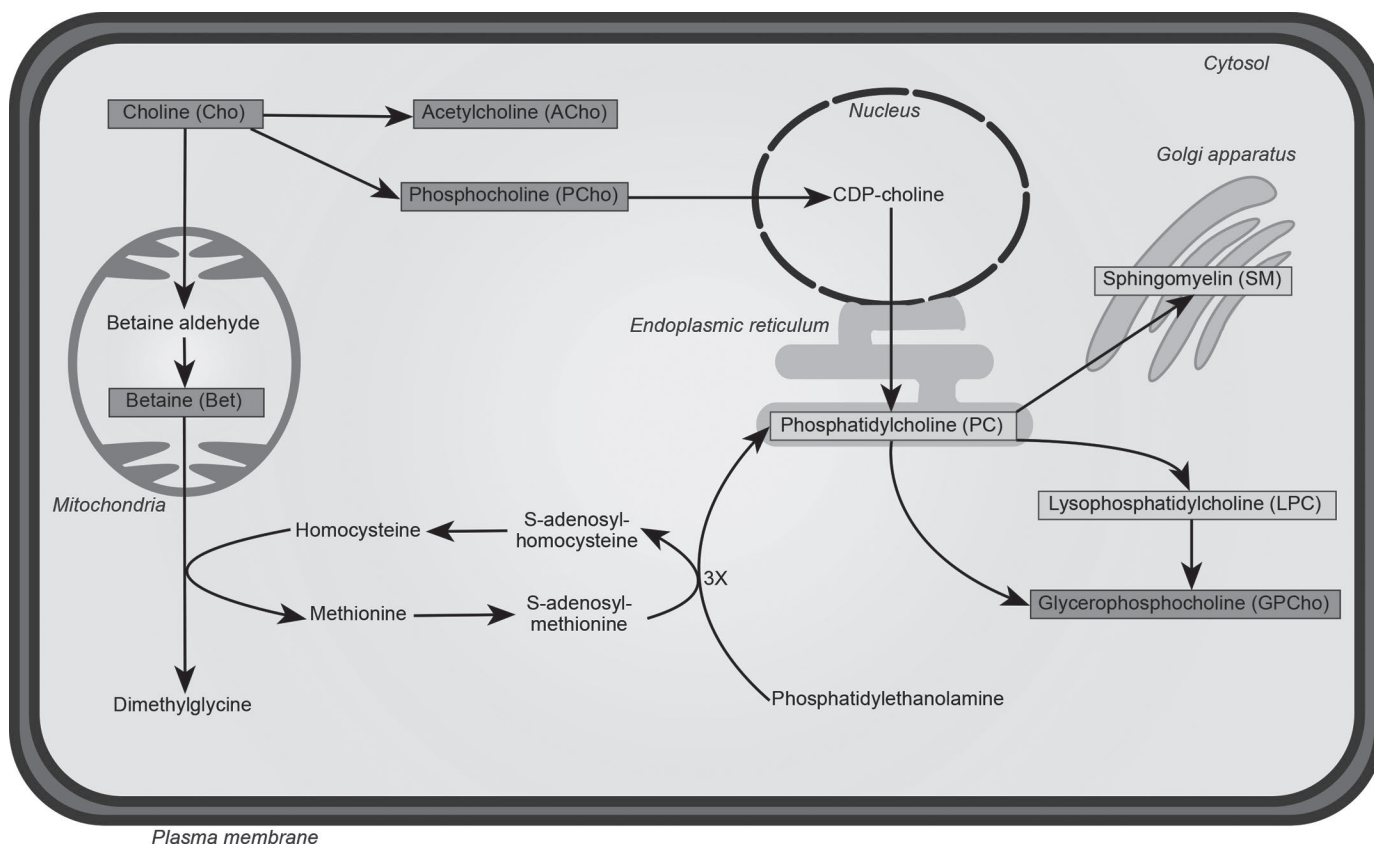 Cytosol
Choline (Cho)
Acetylcholine (ACho)
Nucleus
Golgi apparatus
Phosphocholine (PCho)
CDP-choline
Sphingomyelin (SM)
Betaine aldehyde
Endoplasmic reticulum
Betaine (Bet)
Phosphatidylcholine (PC)
Mitochondria
Lysophosphatidylcholine (LPC)
Homocysteine
S-adenosyl-
homocysteine
3X
Methionine
S-adenosyl-
methionine
Glycerophosphocholine (GPCho)
Dimethylglycine
Phosphatidylethanolamine
Plasma membrane